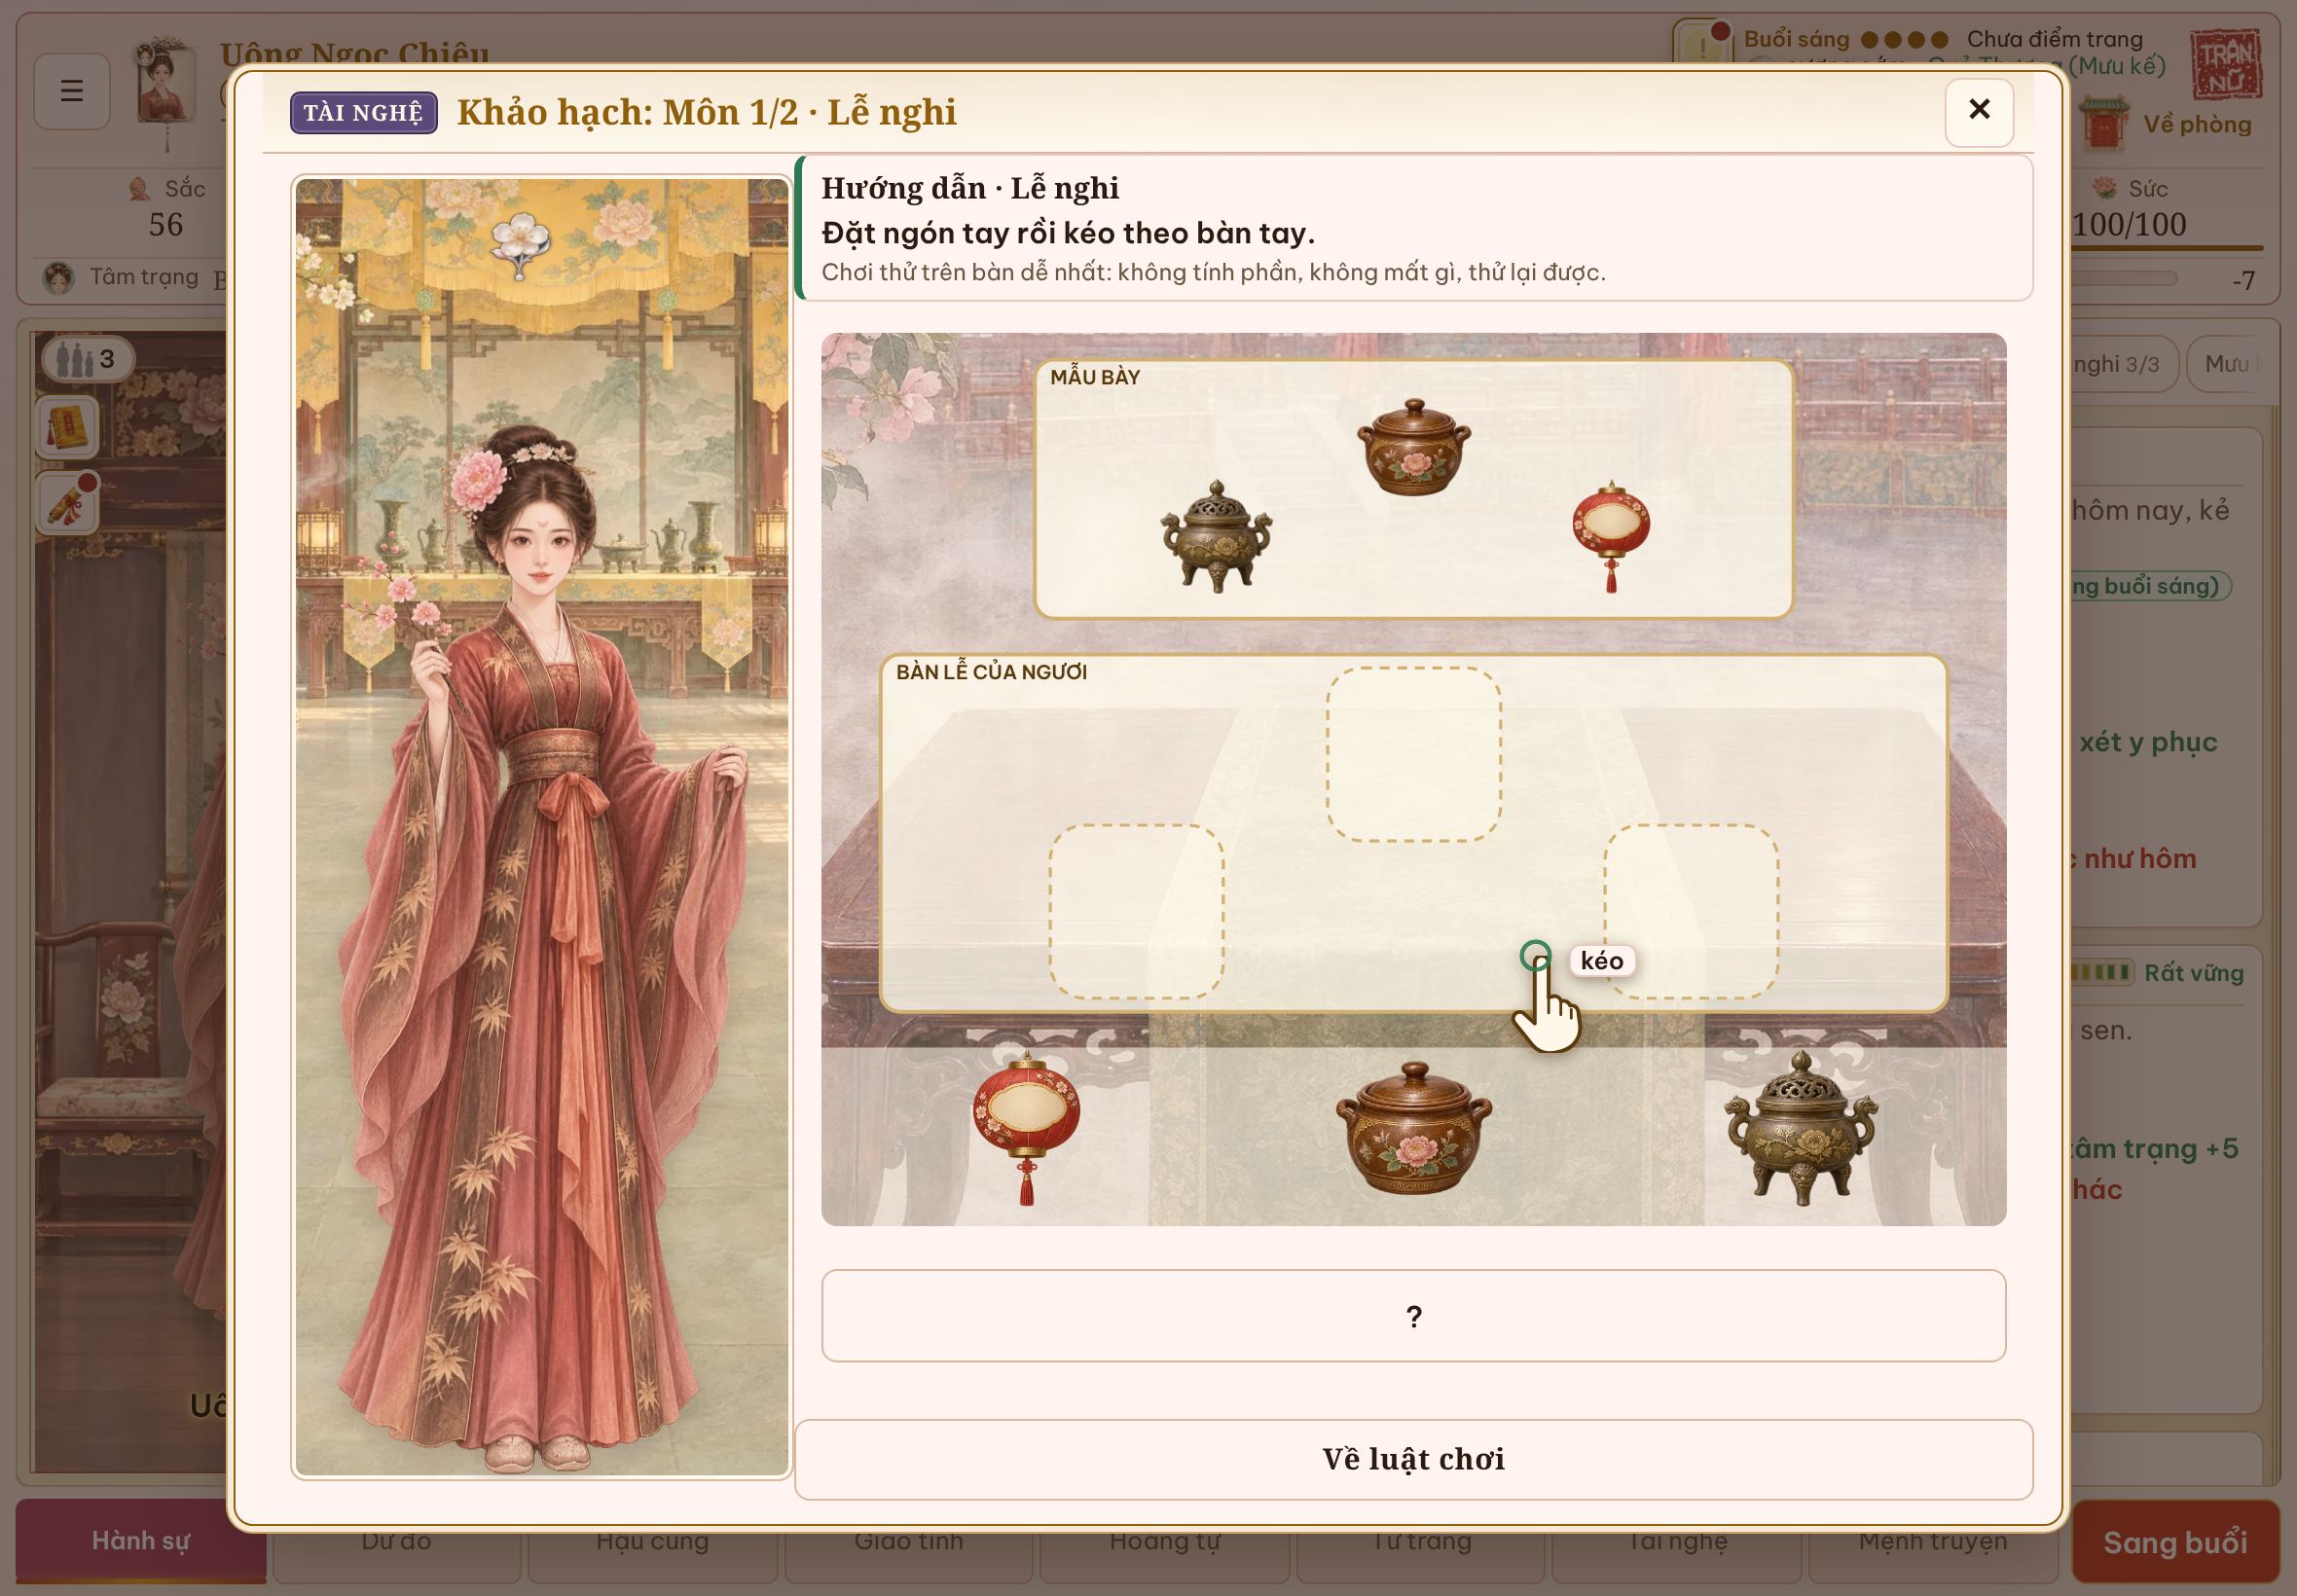 Uông Ngọc Chiêu
Buổi sáng
Chưa điểm trang
(Mưu kế)
TRÂN
NỮ
Về phòng
TÀI NGHỆ
Khảo hạch: Môn 1/2 · Lễ nghi
✕
Sắc
56
Sức
100/100
Tâm trạng
-7
Hướng dẫn · Lễ nghi
Đặt ngón tay rồi kéo theo bàn tay.
Chơi thử trên bàn dễ nhất: không tính phần, không mất gì, thử lại được.
3
nghi 3/3
Mưu
MẪU BÀY
hôm nay, kẻ
ng buổi sáng)
BÀN LỄ CỦA NGƯƠI
xét y phục
như hôm
kéo
Rất vững
sen.
tâm trạng +5
hác
?
Về luật chơi
Hành sự
Hậu cung
Giao tình
Hoàng tự
Tư trang
Tài nghệ
Mệnh truyện
Sang buổi